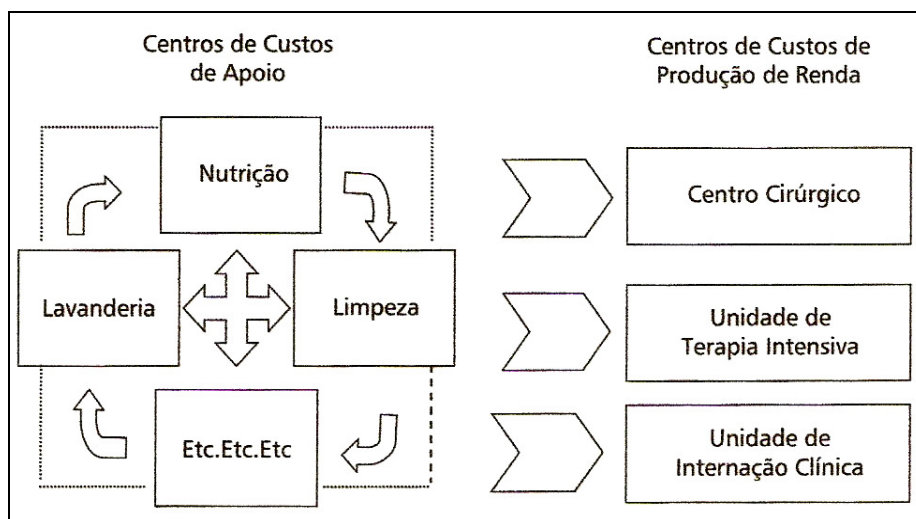 Centros de Custos
de Apoio
Centros de Custos de
Produção de Renda
Nutrição
Centro Cirúrgico
Lavanderia
Limpeza
Unidade de
Terapia Intensiva
Etc.Etc.Etc
Unidade de
Internação Clínica